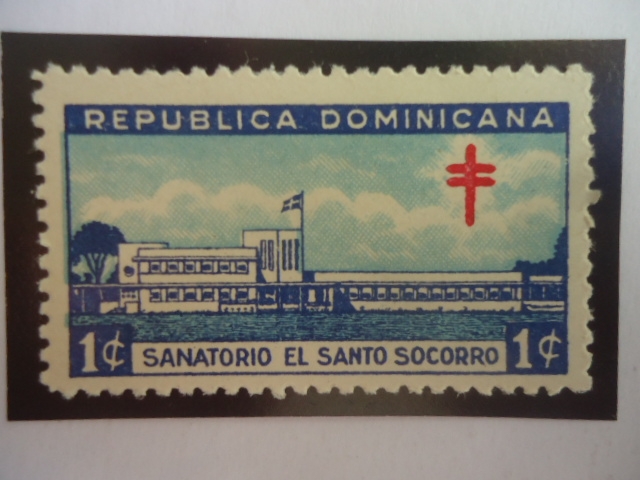 REPUBLICA DOMINICANA
1¢ SANATORIO EL SANTO SOCORRO 1¢